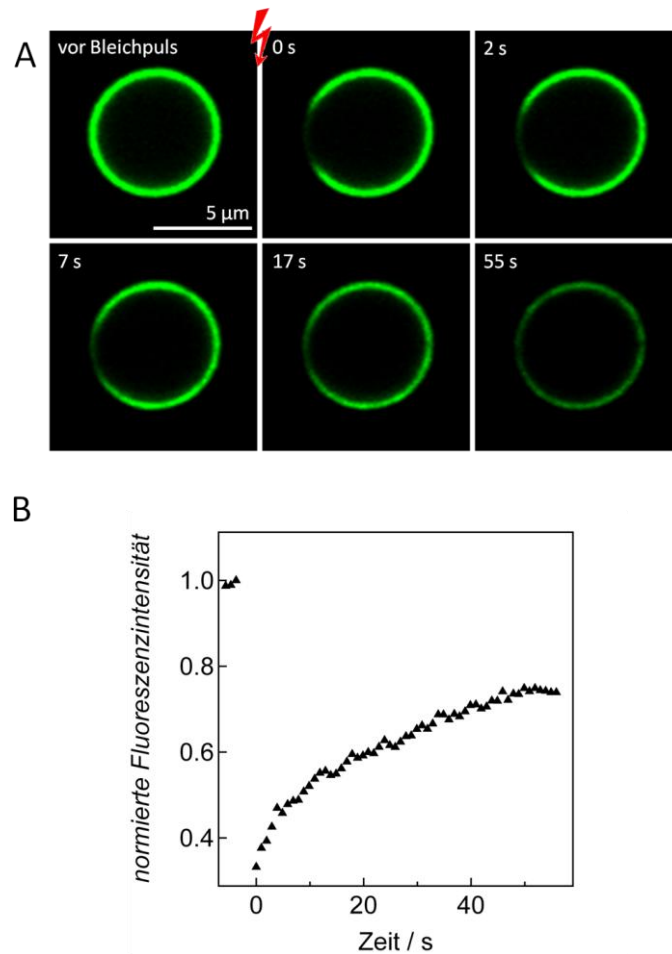 A
vor Bleichpuls
0 s
2 s
5 µm
7 s
17 s
55 s
B
normierte Fluoreszenzintensität
1.0
0.8
0.6
0.4
0
20
40
Zeit / s